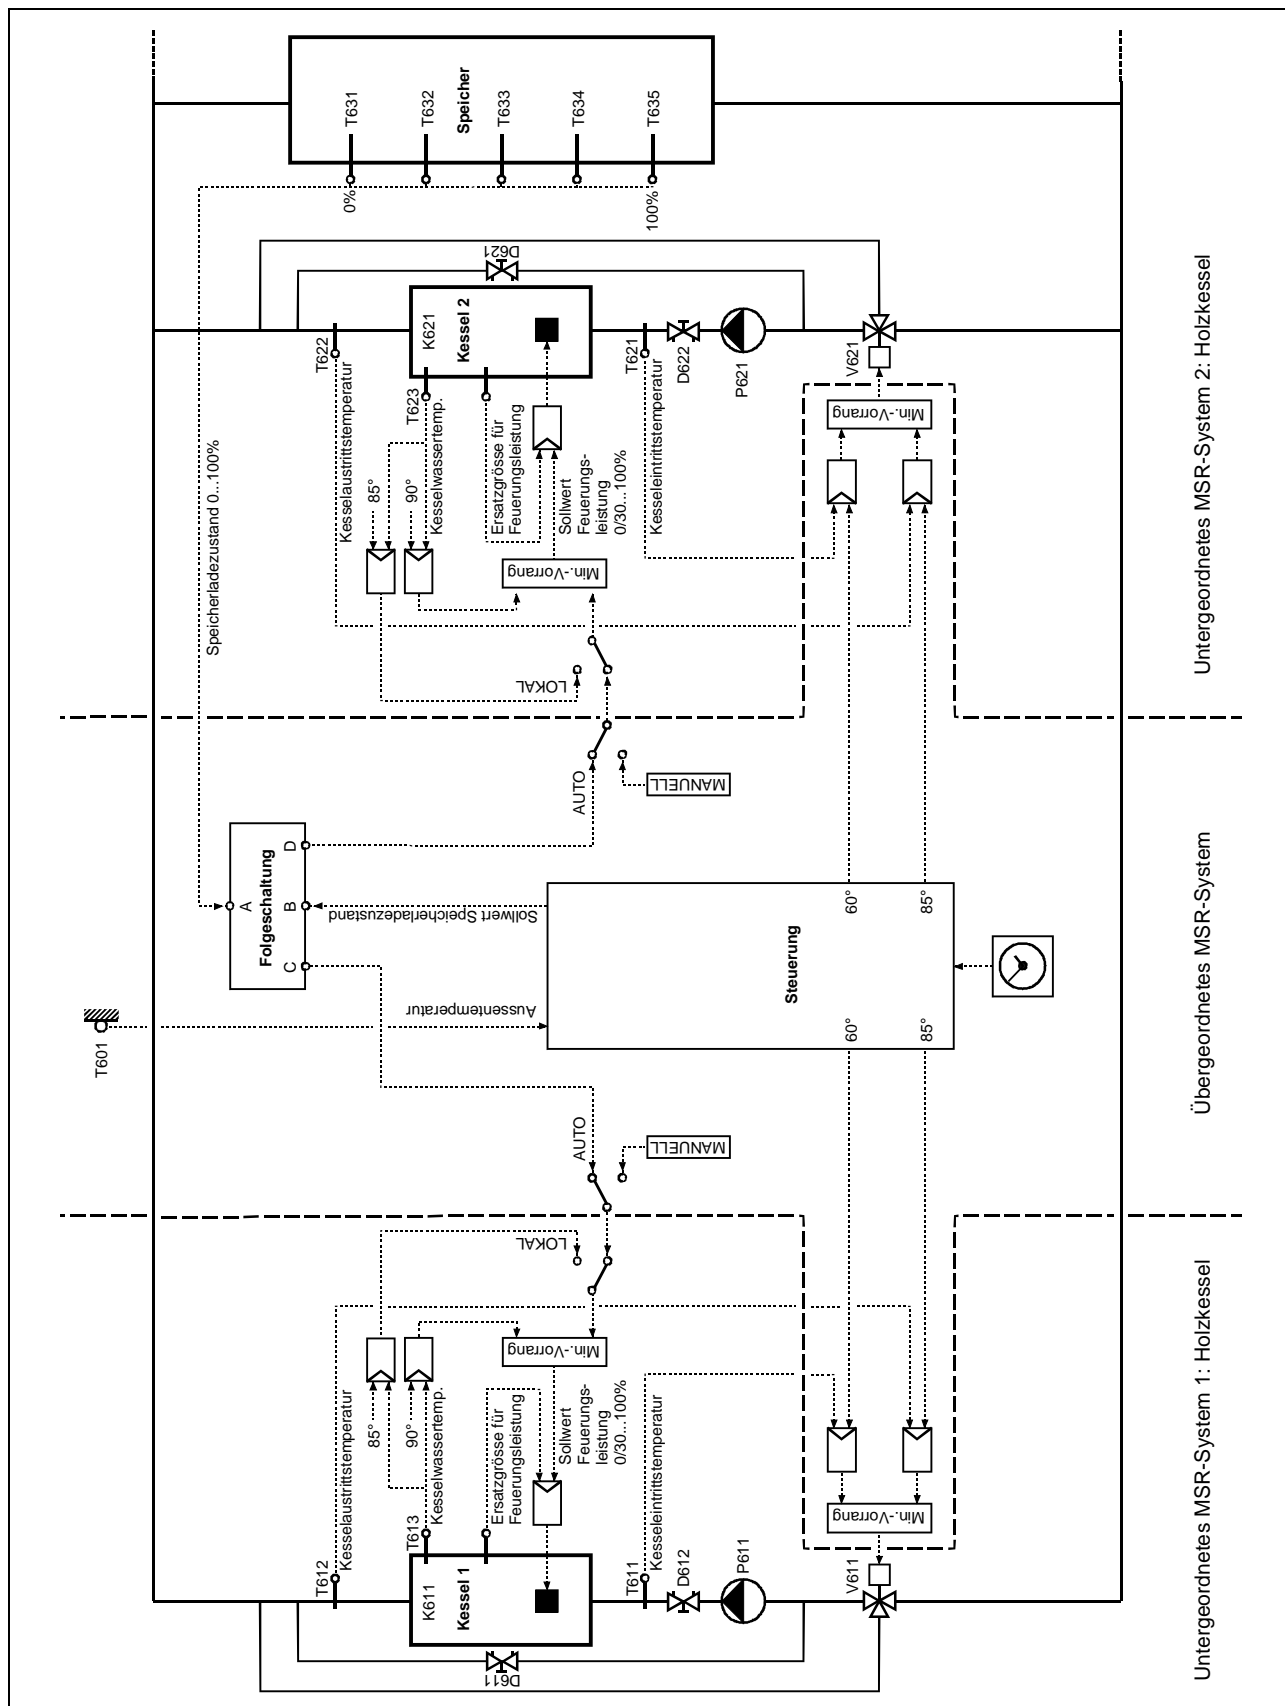 T601
Speicherladezustand 0...100%
Folgeschaltung
A
C
B
D
Aussentemperatur
Sollwert Speicherladezustand
Steuerung
60°
60°
85°
85°
AUTO
MANUELL
AUTO
MANUELL
LOKAL
LOKAL
T612
Kesselaustrittstemperatur
85°
90°
T613
Kesselwassertemp.
K611
Kessel 1
Ersatzgrösse für
Feuerungsleistung
Min.-Vorrang
Sollwert
Feuerungs-
leistung
0/30...100%
D611
T611
Kesseleintrittstemperatur
D612
P611
Min.-Vorrang
V611
T622
Kesselaustrittstemperatur
85°
90°
T623
Kesselwassertemp.
K621
Kessel 2
Ersatzgrösse für
Feuerungsleistung
Min.-Vorrang
Sollwert
Feuerungs-
leistung
0/30...100%
D621
T621
Kesseleintrittstemperatur
D622
P621
Min.-Vorrang
V621
Speicher
0%
T631
T632
T633
T634
T635
100%
Untergeordnetes MSR-System 1: Holzkessel
Übergeordnetes MSR-System
Untergeordnetes MSR-System 2: Holzkessel